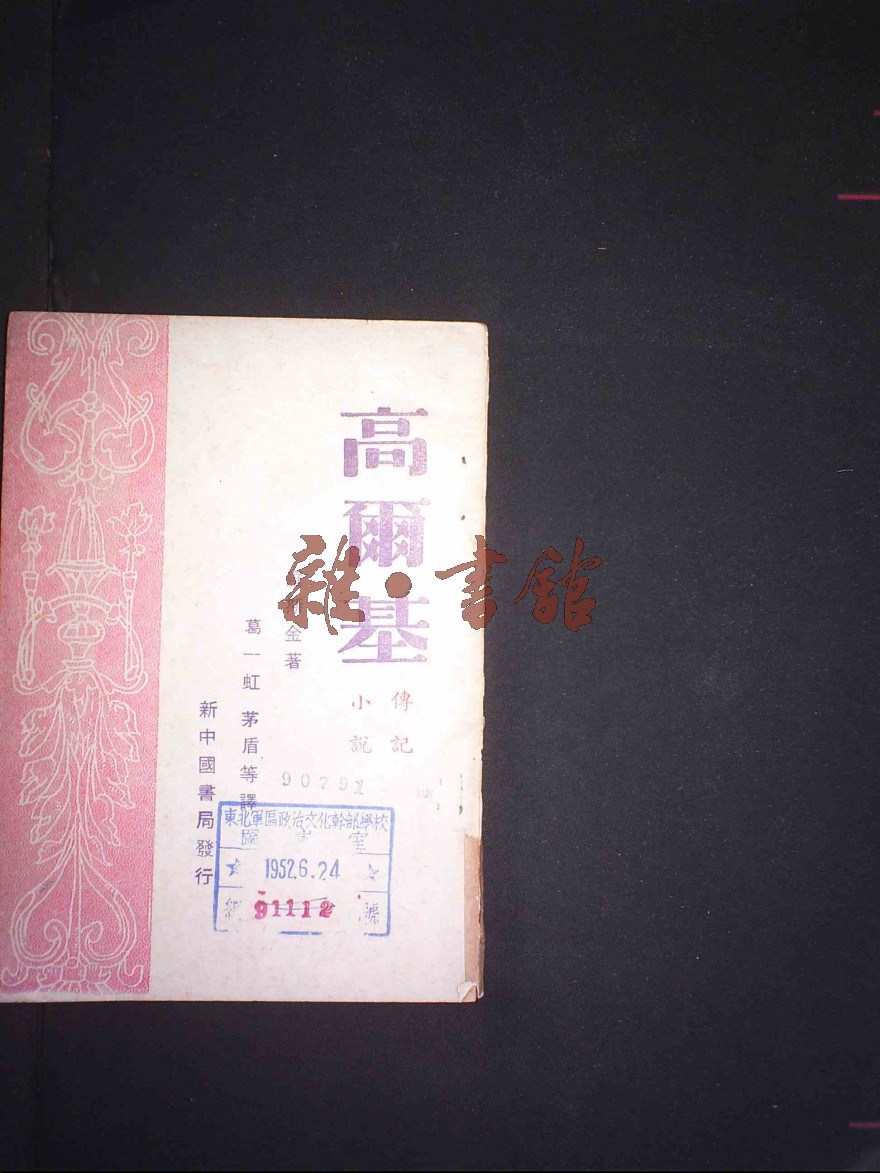 高爾基
傳記
小說
金著
葛一虹 茅盾等譯
新中國書局發行
雜·書館
90791
東北軍區政治文化幹部學校
圖書室
1952.6.24
91112 號